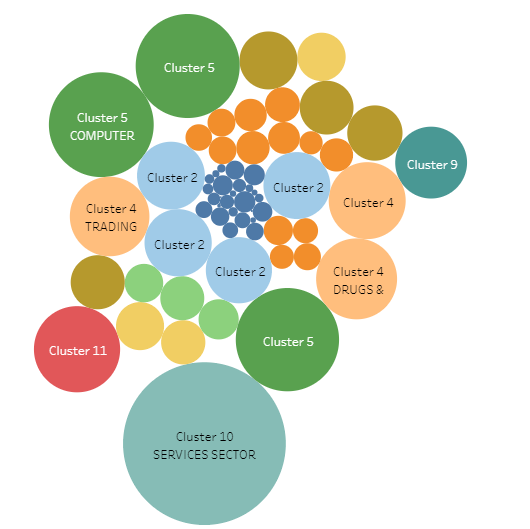 Cluster 5
Cluster 5
COMPUTER
Cluster 9
Cluster 2
Cluster 2
Cluster 4
Cluster 4
TRADING
Cluster 2
Cluster 2
Cluster 4
DRUGS &
Cluster 5
Cluster 11
Cluster 10
SERVICES SECTOR